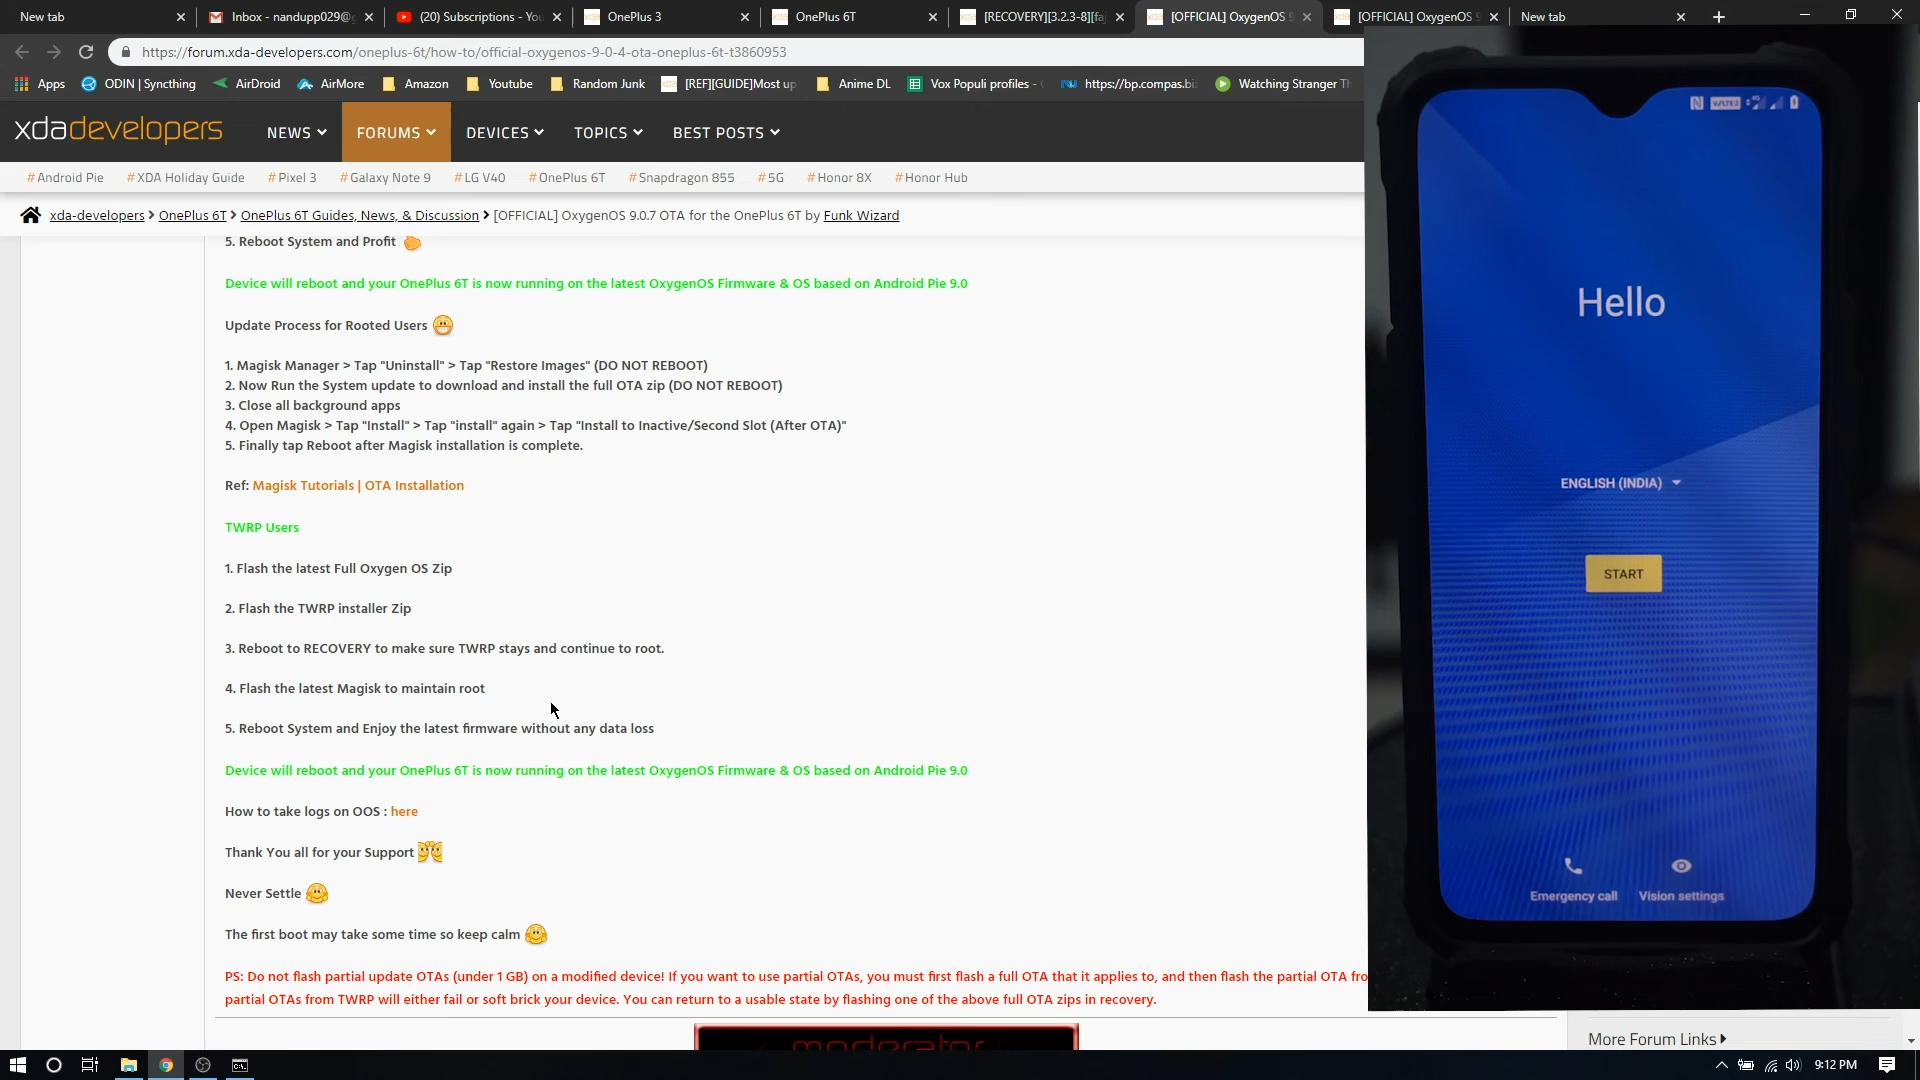 New tab
Inbox - nandupp029@g
(20) Subscriptions - You
OnePlus 3
OnePlus 6T
[RECOVERY][3.2.3-8][faj
[OFFICIAL] OxygenOS 9
[OFFICIAL] OxygenOS 9
New tab
https://forum.xda-developers.com/oneplus-6t/how-to/official-oxygenos-9-0-4-ota-oneplus-6t-t3860953
Apps
ODIN | Syncthing
AirDroid
AirMore
Amazon
Youtube
Random Junk
[REF][GUIDE]Most up
Anime DL
Vox Populi profiles -
https://bp.compas.bi
Watching Stranger Th
xdadevelopers
NEWS
FORUMS
DEVICES
TOPICS
BEST POSTS
#Android Pie #XDA Holiday Guide #Pixel 3 #Galaxy Note 9 #LG V40 #OnePlus 6T #Snapdragon 855 #5G #Honor 8X #Honor Hub
xda-developers > OnePlus 6T > OnePlus 6T Guides, News, & Discussion > [OFFICIAL] OxygenOS 9.0.7 OTA for the OnePlus 6T by Funk Wizard
5. Reboot System and Profit
Device will reboot and your OnePlus 6T is now running on the latest OxygenOS Firmware & OS based on Android Pie 9.0
Update Process for Rooted Users
1. Magisk Manager > Tap "Uninstall" > Tap "Restore Images" (DO NOT REBOOT)
2. Now Run the System update to download and install the full OTA zip (DO NOT REBOOT)
3. Close all background apps
4. Open Magisk > Tap "Install" > Tap "install" again > Tap "Install to Inactive/Second Slot (After OTA)"
5. Finally tap Reboot after Magisk installation is complete.
Ref: Magisk Tutorials | OTA Installation
TWRP Users
1. Flash the latest Full Oxygen OS Zip
2. Flash the TWRP installer Zip
3. Reboot to RECOVERY to make sure TWRP stays and continue to root.
4. Flash the latest Magisk to maintain root
5. Reboot System and Enjoy the latest firmware without any data loss
Device will reboot and your OnePlus 6T is now running on the latest OxygenOS Firmware & OS based on Android Pie 9.0
How to take logs on OOS : here
Thank You all for your Support
Never Settle
The first boot may take some time so keep calm
PS: Do not flash partial update OTAs (under 1 GB) on a modified device! If you want to use partial OTAs, you must first flash a full OTA that it applies to, and then flash the partial OTA fro
partial OTAs from TWRP will either fail or soft brick your device. You can return to a usable state by flashing one of the above full OTA zips in recovery.
moderator
More Forum Links
9:12 PM
Hello
ENGLISH (INDIA)
START
Emergency call
Vision settings